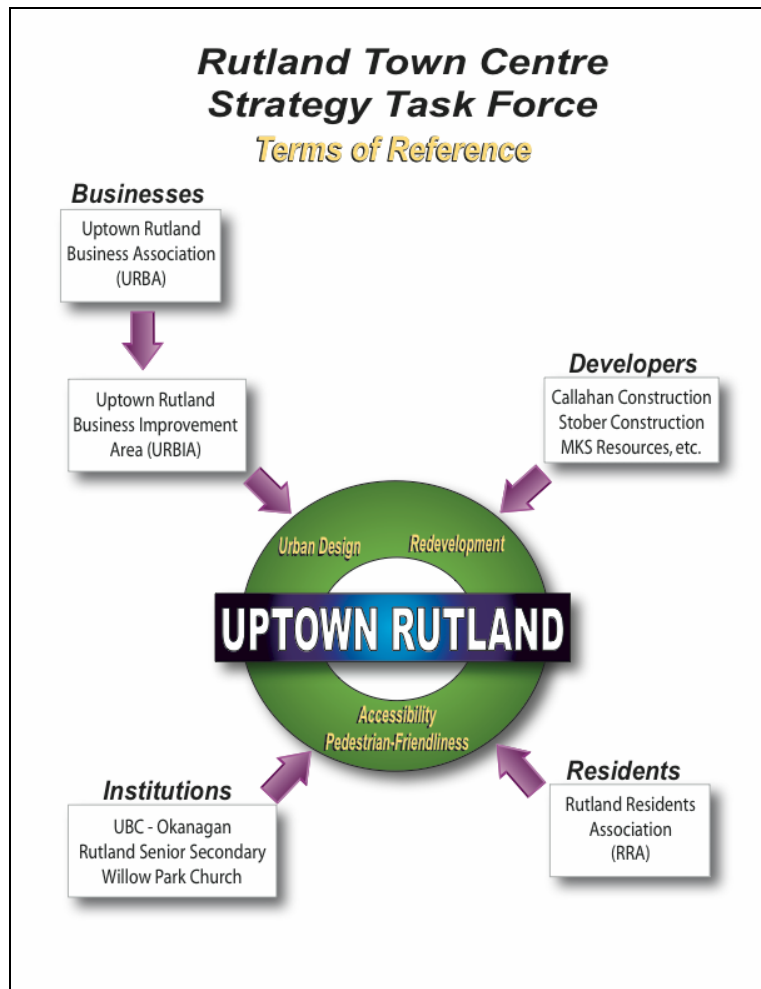 Rutland Town Centre
Strategy Task Force
Terms of Reference
Businesses
Uptown Rutland
Business Association
(URBA)
Uptown Rutland
Business Improvement
Area (URBIA)
Developers
Callahan Construction
Stober Construction
MKS Resources, etc.
Urban Design
Redevelopment
UPTOWN RUTLAND
Accessibility
Pedestrian-Friendliness
Institutions
UBC - Okanagan
Rutland Senior Secondary
Willow Park Church
Residents
Rutland Residents
Association
(RRA)